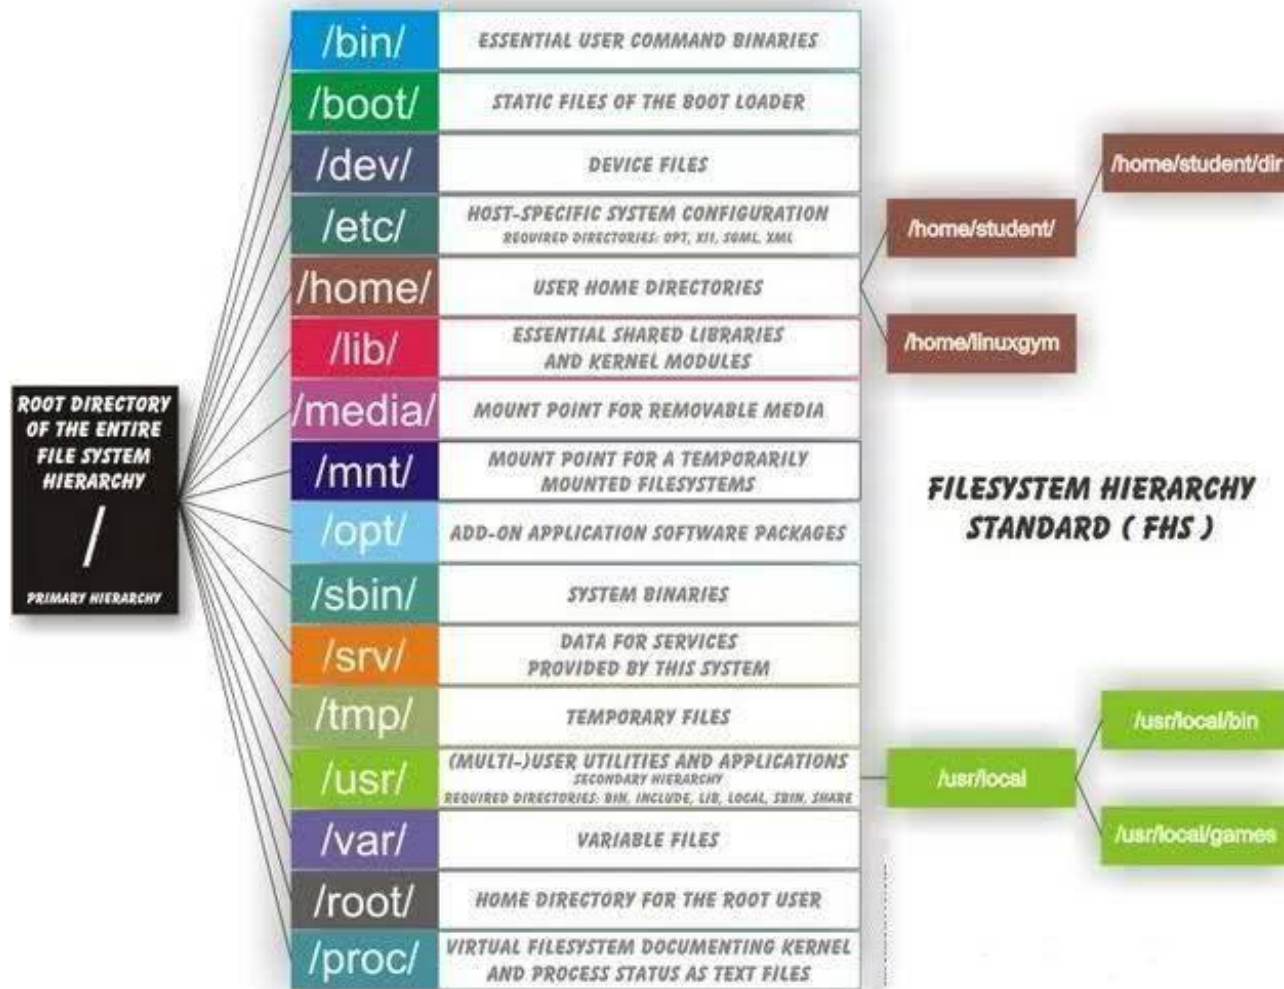 ROOT DIRECTORY
OF THE ENTIRE
FILE SYSTEM
HIERARCHY
/
PRIMARY HIERARCHY
/bin/
ESSENTIAL USER COMMAND BINARIES
/boot/
STATIC FILES OF THE BOOT LOADER
/dev/
DEVICE FILES
/etc/
HOST-SPECIFIC SYSTEM CONFIGURATION
REQUIRED DIRECTORIES: OPT, X11, SGML, XML
/home/
USER HOME DIRECTORIES
/lib/
ESSENTIAL SHARED LIBRARIES
AND KERNEL MODULES
/media/
MOUNT POINT FOR REMOVABLE MEDIA
/mnt/
MOUNT POINT FOR A TEMPORARILY
MOUNTED FILESYSTEMS
/opt/
ADD-ON APPLICATION SOFTWARE PACKAGES
/sbin/
SYSTEM BINARIES
/srv/
DATA FOR SERVICES
PROVIDED BY THIS SYSTEM
/tmp/
TEMPORARY FILES
/usr/
(MULTI-)USER UTILITIES AND APPLICATIONS
SECONDARY HIERARCHY
REQUIRED DIRECTORIES: BIN, INCLUDE, LIB, LOCAL, SBIN, SHARE
/var/
VARIABLE FILES
/root/
HOME DIRECTORY FOR THE ROOT USER
/proc/
VIRTUAL FILESYSTEM DOCUMENTING KERNEL
AND PROCESS STATUS AS TEXT FILES
/home/student/
/home/student/dir
/home/linuxgym
FILESYSTEM HIERARCHY
STANDARD ( FHS )
/usr/local
/usr/local/bin
/usr/local/games